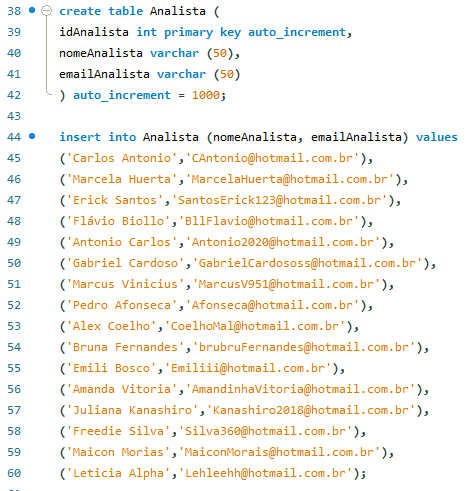 38 create table Analista (
39 idAnalista int primary key auto_increment,
40 nomeAnalista varchar (50),
41 emailAnalista varchar (50)
42 ) auto_increment = 1000;
43
44 insert into Analista (nomeAnalista, emailAnalista) values
45 ('Carlos Antonio','CAntonio@hotmail.com.br'),
46 ('Marcela Huerta','MarcelaHuerta@hotmail.com.br'),
47 ('Erick Santos','SantosErick123@hotmail.com.br'),
48 ('Flávio Biollo','BllFlavio@hotmail.com.br'),
49 ('Antonio Carlos','Antonio2020@hotmail.com.br'),
50 ('Gabriel Cardoso','GabrielCardososs@hotmail.com.br'),
51 ('Marcus Vinicius','MarcusV951@hotmail.com.br'),
52 ('Pedro Afonseca','Afonseca@hotmail.com.br'),
53 ('Alex Coelho','CoelhoMal@hotmail.com.br'),
54 ('Bruna Fernandes','brubruFernandes@hotmail.com.br'),
55 ('Emili Bosco','Emiliii@hotmail.com.br'),
56 ('Amanda Vitoria','AmandinhaVitoria@hotmail.com.br'),
57 ('Juliana Kanashiro','Kanashiro2018@hotmail.com.br'),
58 ('Freedie Silva','Silva360@hotmail.com.br'),
59 ('Maicon Morias','MaiconMorais@hotmail.com.br'),
60 ('Leticia Alpha','Lehleehh@hotmail.com.br');